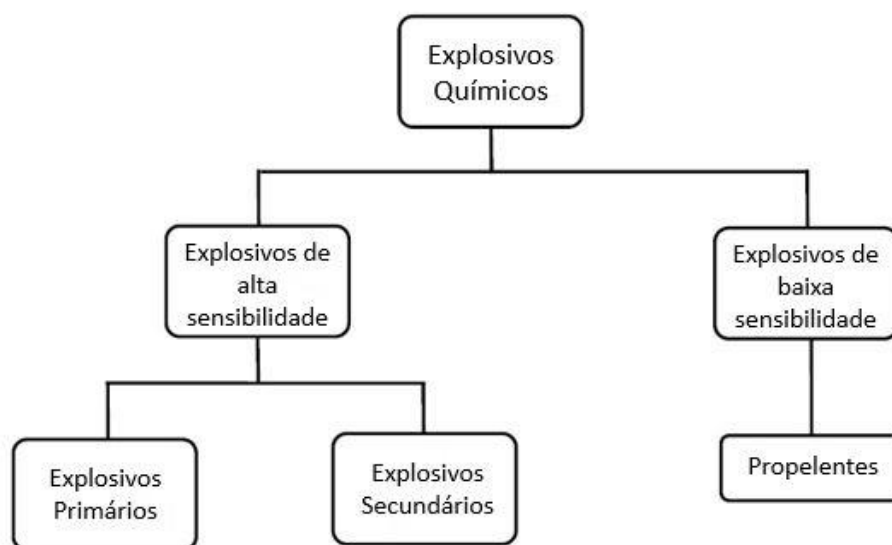 Explosivos
Químicos
Explosivos de
alta
sensibilidade
Explosivos de
baixa
sensibilidade
Explosivos
Primários
Explosivos
Secundários
Propelentes